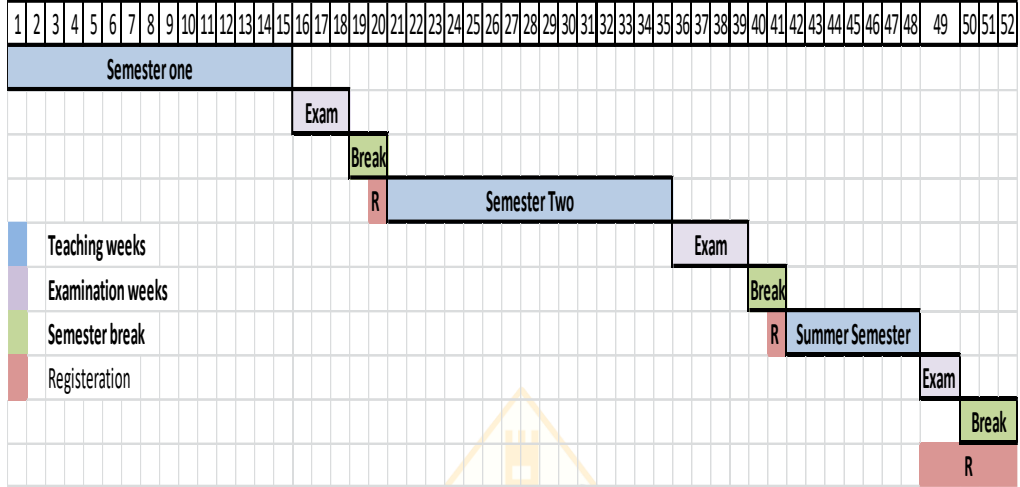 1 2 3 4 5 6 7 8 9 10 11 12 13 14 15 16 17 18 19 20 21 22 23 24 25 26 27 28 29 30 31 32 33 34 35 36 37 38 39 40 41 42 43 44 45 46 47 48 49 50 51 52
Semester one
Exam
Break
R Semester Two
Teaching weeks Exam
Examination weeks Break
Semester break R Summer Semester
Registeration Exam
Break
R